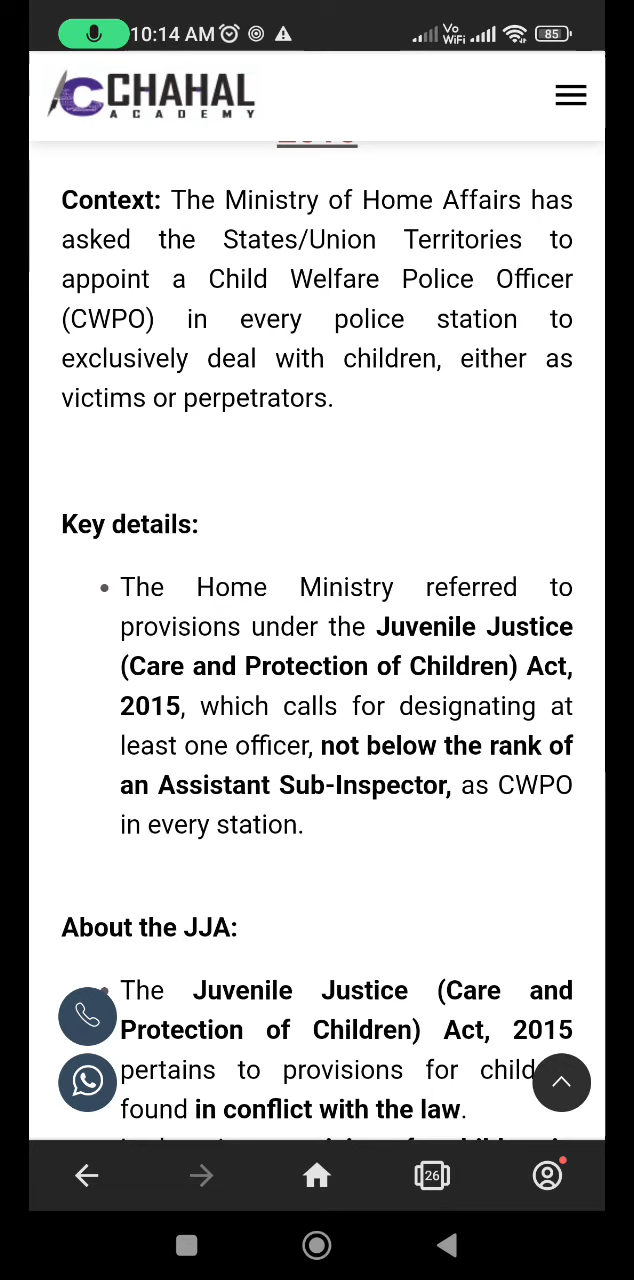 10:14 AM
Vo
WiFi
85
CHAHAL
ACADEMY
Context: The Ministry of Home Affairs has
asked the States/Union Territories to
appoint a Child Welfare Police Officer
(CWPO) in every police station to
exclusively deal with children, either as
victims or perpetrators.
Key details:
• The Home Ministry referred to
provisions under the Juvenile Justice
(Care and Protection of Children) Act,
2015, which calls for designating at
least one officer, not below the rank of
an Assistant Sub-Inspector, as CWPO
in every station.
About the JJA:
The Juvenile Justice (Care and
Protection of Children) Act, 2015
pertains to provisions for child
found in conflict with the law.
26